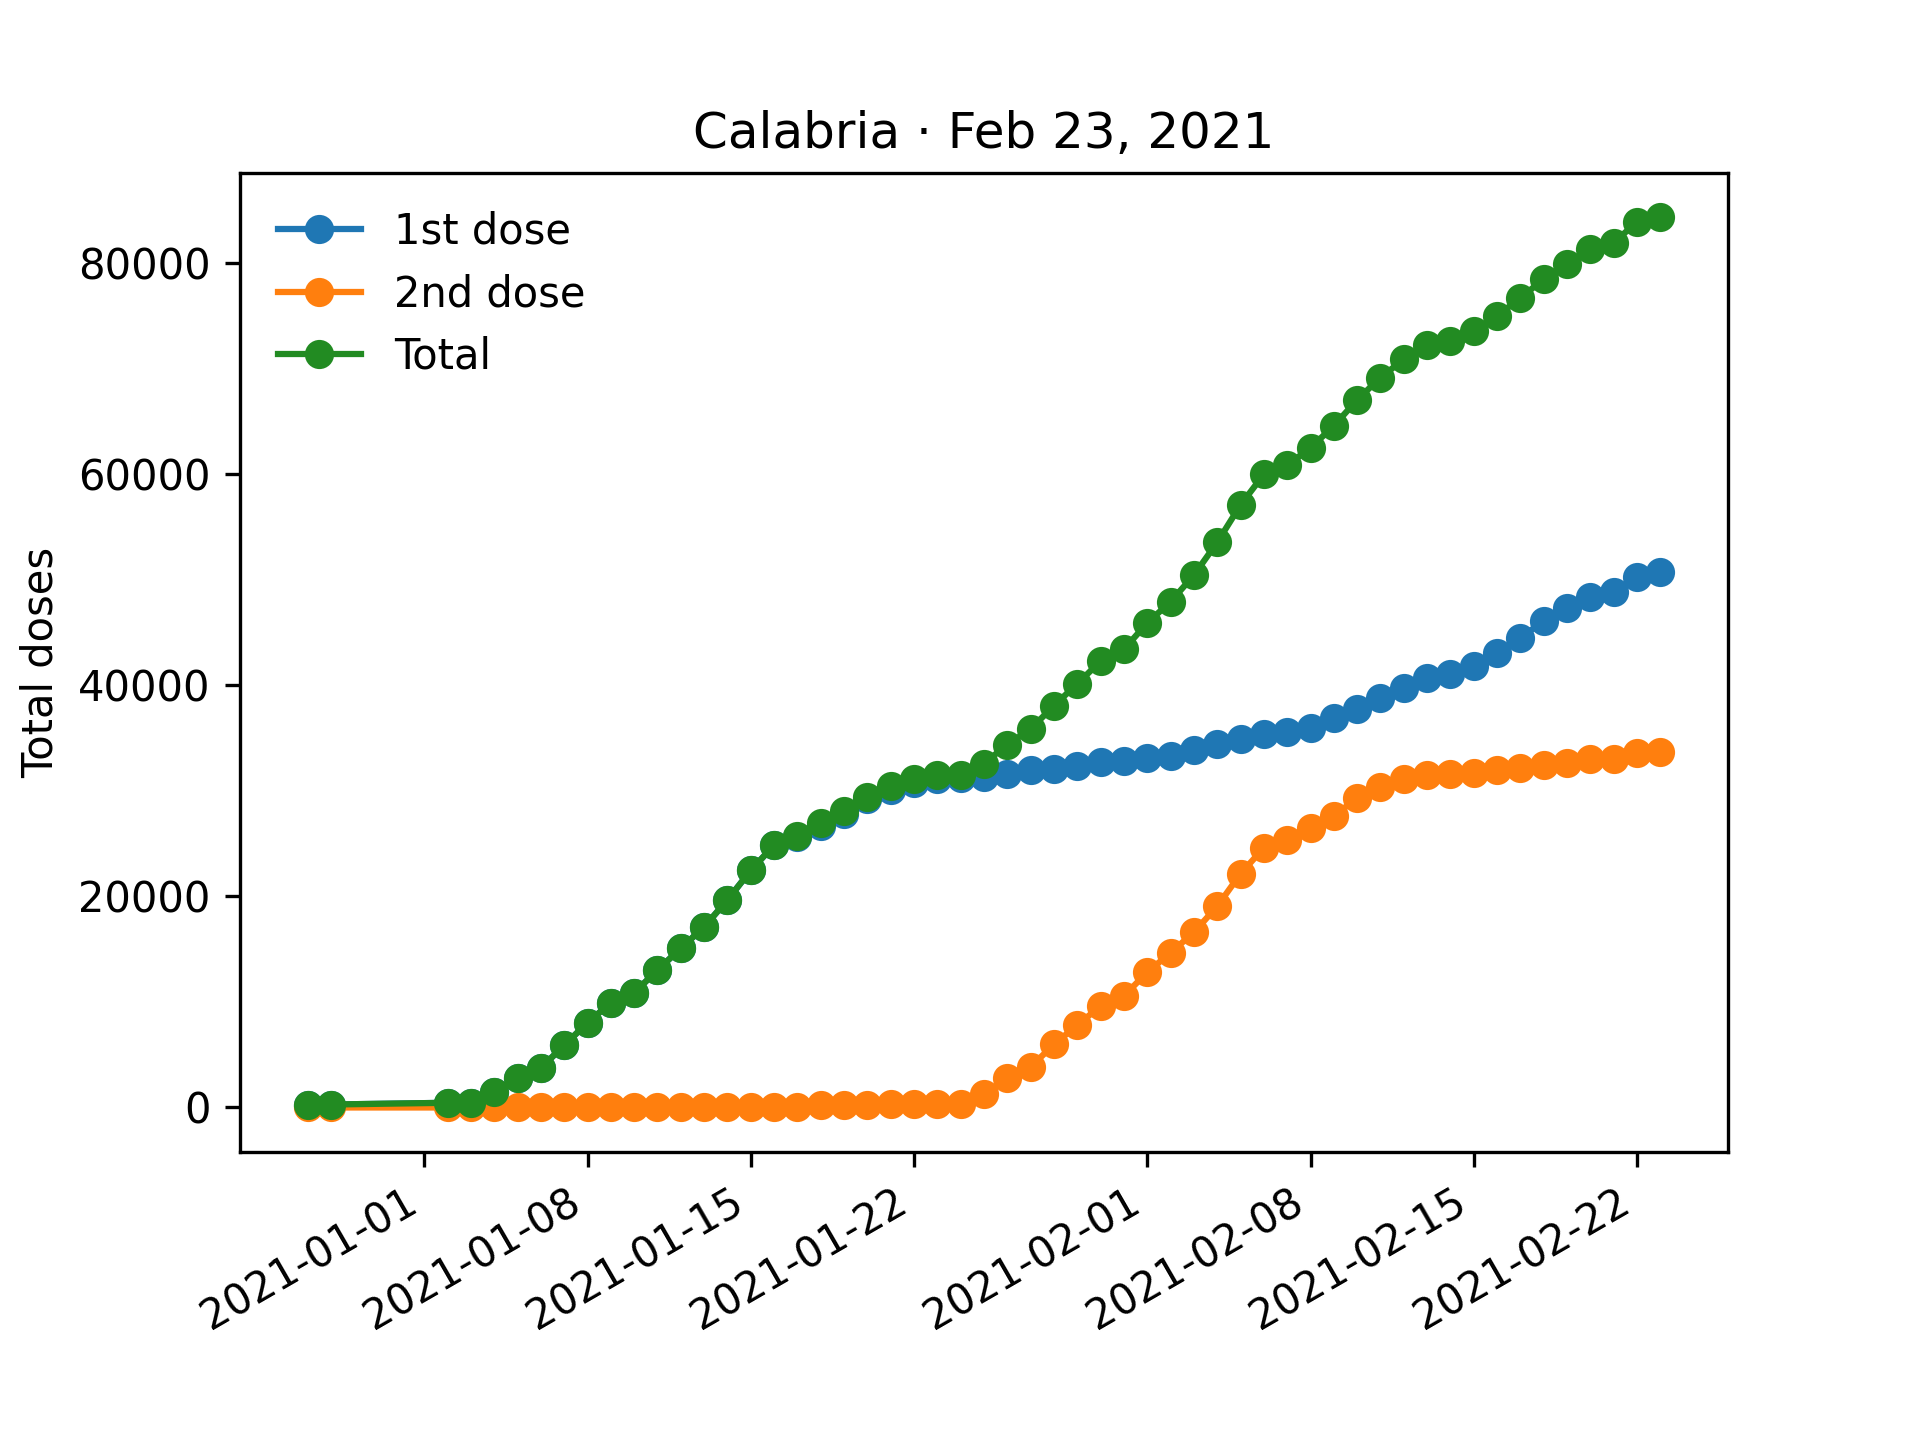 Calabria · Feb 23, 2021
1st dose
2nd dose
Total
Total doses
80000
60000
40000
20000
0
2021-01-01
2021-01-08
2021-01-15
2021-01-22
2021-02-01
2021-02-08
2021-02-15
2021-02-22